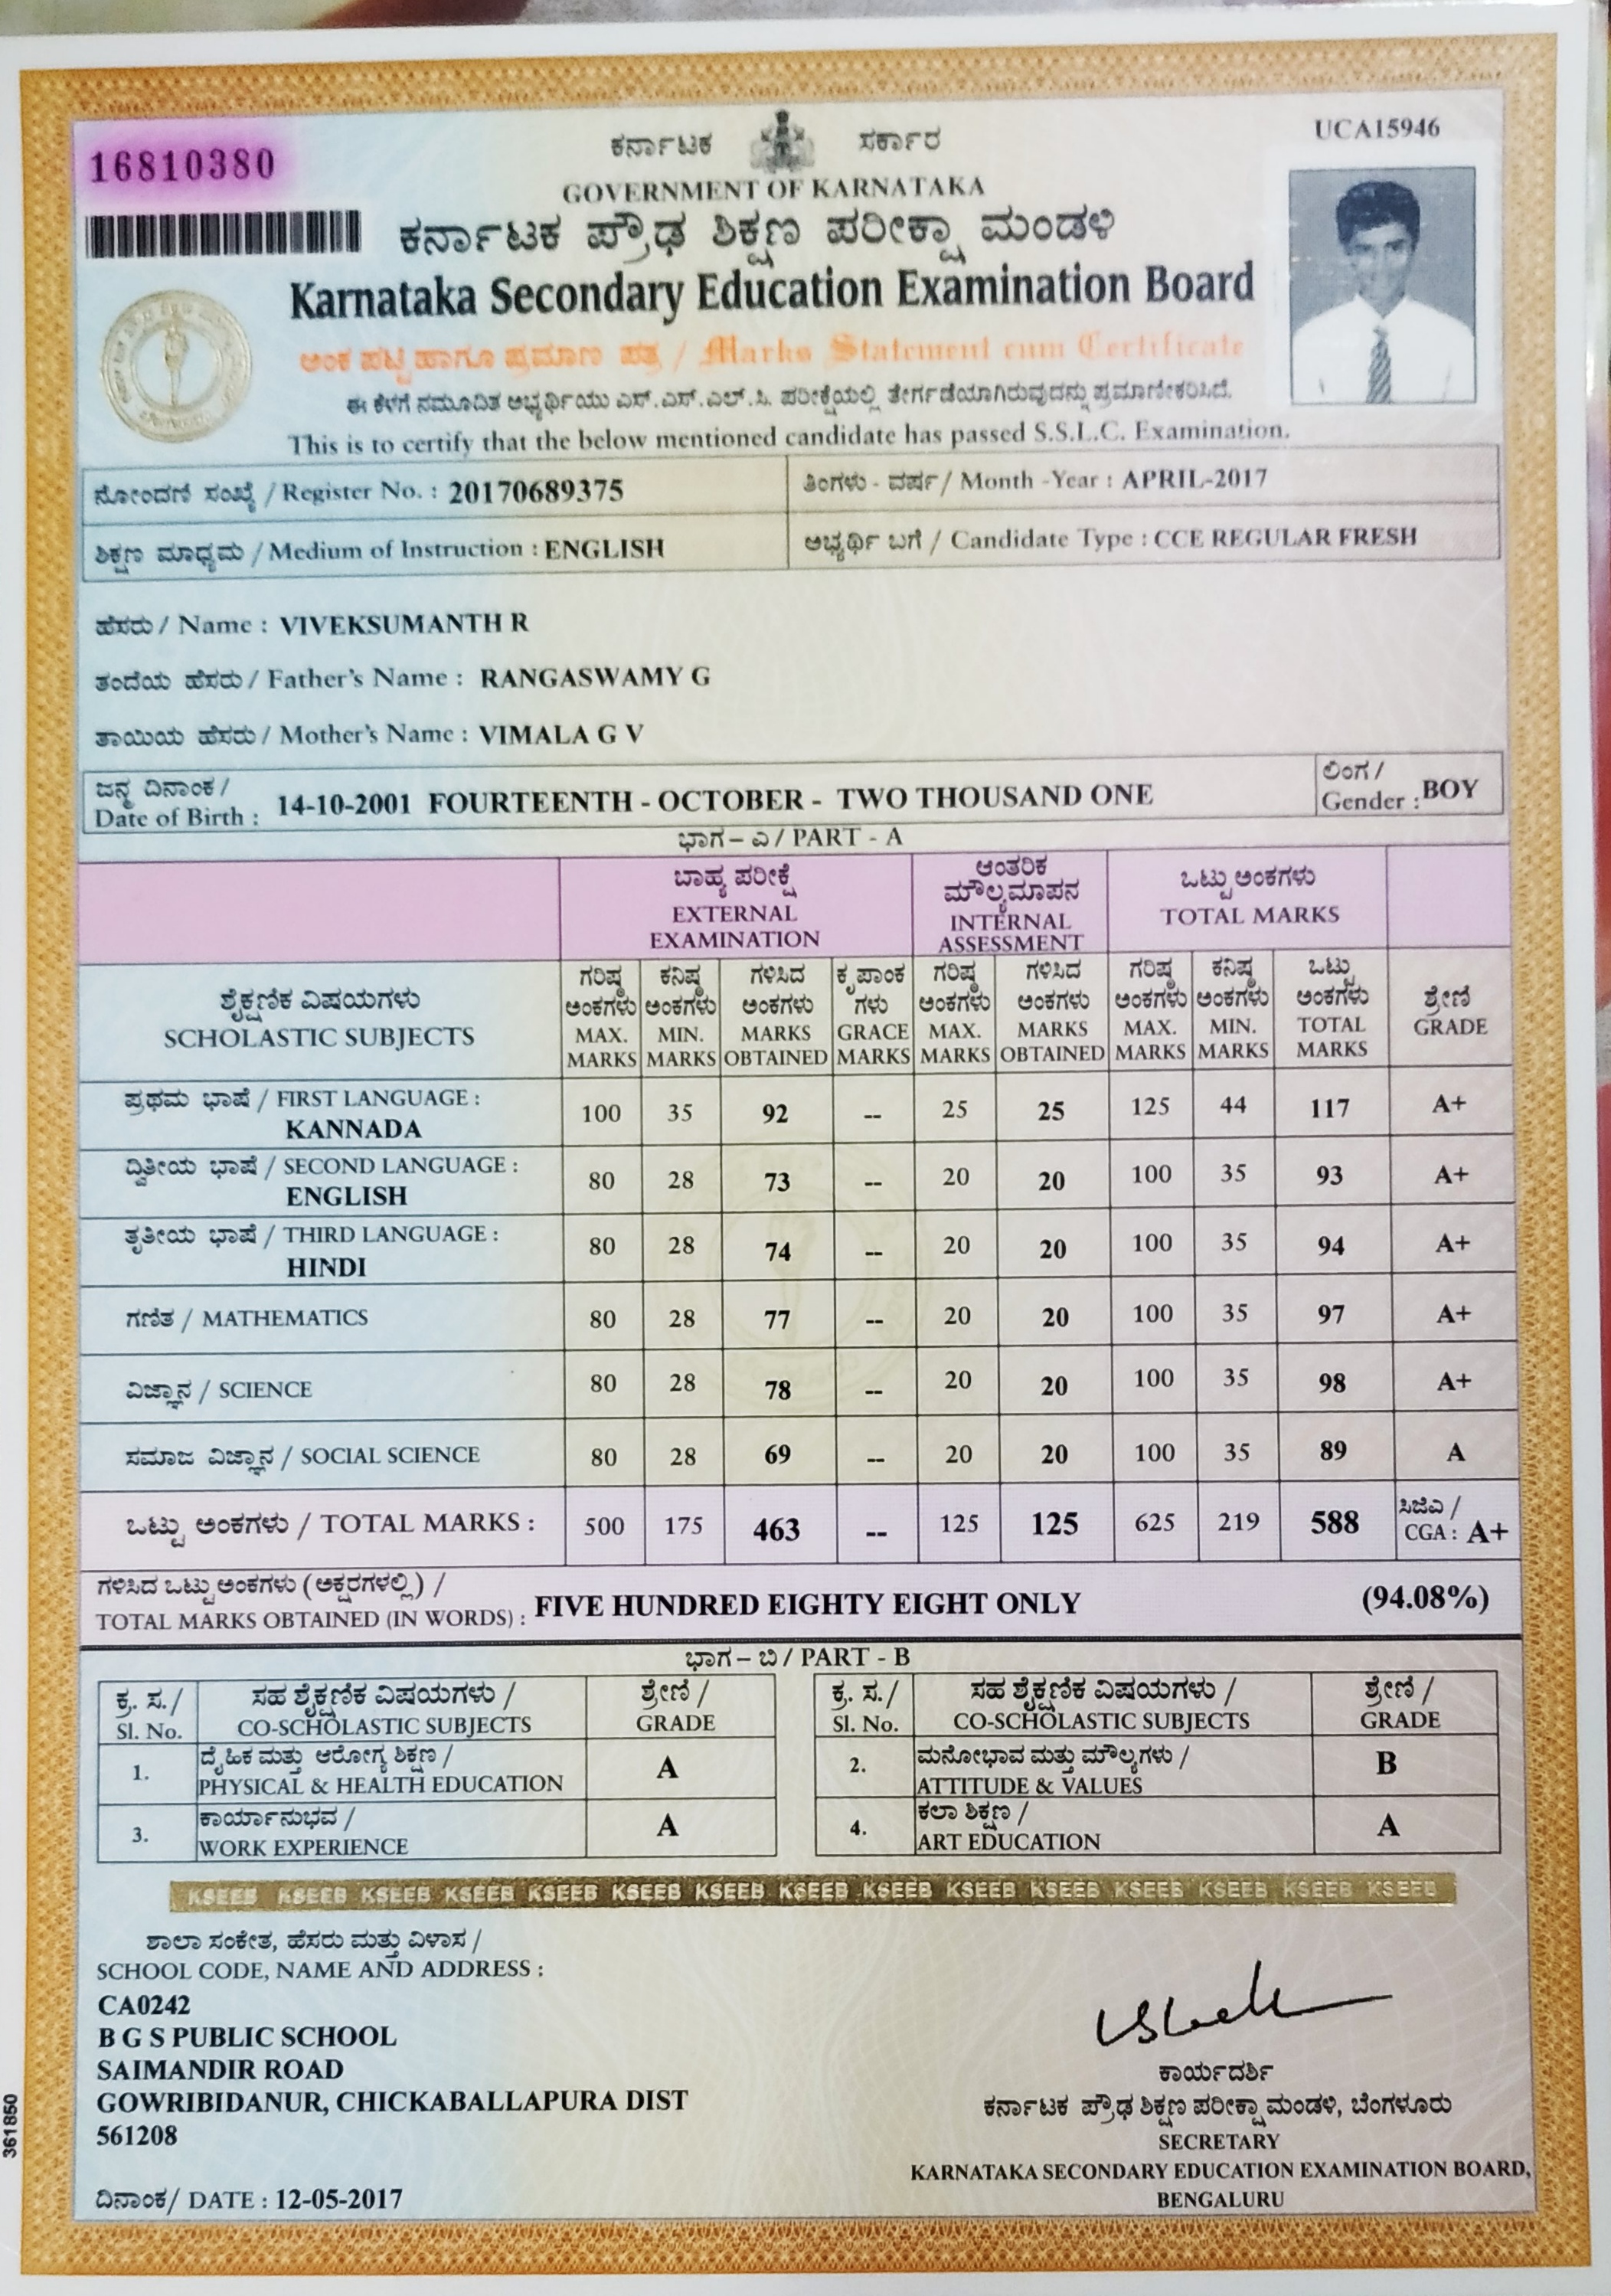 16810380
ಕರ್ನಾಟಕ ಸರ್ಕಾರ
UCA15946
GOVERNMENT OF KARNATAKA
ಕರ್ನಾಟಕ ಪ್ರೌಢ ಶಿಕ್ಷಣ ಪರೀಕ್ಷಾ ಮಂಡಳಿ
Karnataka Secondary Education Examination Board
ಅಂಕ ಪಟ್ಟಿ ಹಾಗೂ ಪ್ರಮಾಣ ಪತ್ರ / Marks Statement cum Certificate
ಈ ಕೆಳಗೆ ನಮೂದಿತ ಅಭ್ಯರ್ಥಿಯು ಎಸ್.ಎಸ್.ಎಲ್.ಸಿ. ಪರೀಕ್ಷೆಯಲ್ಲಿ ತೇರ್ಗಡೆಯಾಗಿರುವುದನ್ನು ಪ್ರಮಾಣೀಕರಿಸಿದೆ.
This is to certify that the below mentioned candidate has passed S.S.L.C. Examination.
ನೋಂದಣಿ ಸಂಖ್ಯೆ / Register No. : 20170689375
ತಿಂಗಳು - ವರ್ಷ / Month -Year : APRIL-2017
ಶಿಕ್ಷಣ ಮಾಧ್ಯಮ / Medium of Instruction : ENGLISH
ಅಭ್ಯರ್ಥಿ ಬಗೆ / Candidate Type : CCE REGULAR FRESH
ಹೆಸರು / Name : VIVEKSUMANTH R
ತಂದೆಯ ಹೆಸರು / Father's Name : RANGASWAMY G
ತಾಯಿಯ ಹೆಸರು / Mother's Name : VIMALA G V
ಜನ್ಮ ದಿನಾಂಕ /
Date of Birth : 14-10-2001 FOURTEENTH - OCTOBER - TWO THOUSAND ONE
ಲಿಂಗ /
Gender : BOY
ಭಾಗ – ಎ / PART - A
ಬಾಹ್ಯ ಪರೀಕ್ಷೆ
EXTERNAL
EXAMINATION
ಆಂತರಿಕ
ಮೌಲ್ಯಮಾಪನ
INTERNAL
ASSESSMENT
ಒಟ್ಟು ಅಂಕಗಳು
TOTAL MARKS
ಶೈಕ್ಷಣಿಕ ವಿಷಯಗಳು
SCHOLASTIC SUBJECTS
ಗರಿಷ್ಠ ಅಂಕಗಳು MAX. MARKS
ಕನಿಷ್ಠ ಅಂಕಗಳು MIN. MARKS
ಗಳಿಸಿದ ಅಂಕಗಳು MARKS OBTAINED
ಕೃಪಾಂಕ ಗಳು GRACE MARKS
ಗರಿಷ್ಠ ಅಂಕಗಳು MAX. MARKS
ಗಳಿಸಿದ ಅಂಕಗಳು MARKS OBTAINED
ಗರಿಷ್ಠ ಅಂಕಗಳು MAX. MARKS
ಕನಿಷ್ಠ ಅಂಕಗಳು MIN. MARKS
ಒಟ್ಟು ಅಂಕಗಳು TOTAL MARKS
ಶ್ರೇಣಿ GRADE
ಪ್ರಥಮ ಭಾಷೆ / FIRST LANGUAGE :
KANNADA 100 35 92 -- 25 25 125 44 117 A+
ದ್ವಿತೀಯ ಭಾಷೆ / SECOND LANGUAGE :
ENGLISH 80 28 73 -- 20 20 100 35 93 A+
ತೃತೀಯ ಭಾಷೆ / THIRD LANGUAGE :
HINDI 80 28 74 -- 20 20 100 35 94 A+
ಗಣಿತ / MATHEMATICS 80 28 77 -- 20 20 100 35 97 A+
ವಿಜ್ಞಾನ / SCIENCE 80 28 78 -- 20 20 100 35 98 A+
ಸಮಾಜ ವಿಜ್ಞಾನ / SOCIAL SCIENCE 80 28 69 -- 20 20 100 35 89 A
ಒಟ್ಟು ಅಂಕಗಳು / TOTAL MARKS : 500 175 463 -- 125 125 625 219 588 ಸಿಜಿಎ / CGA : A+
ಗಳಿಸಿದ ಒಟ್ಟು ಅಂಕಗಳು (ಅಕ್ಷರಗಳಲ್ಲಿ) /
TOTAL MARKS OBTAINED (IN WORDS) : FIVE HUNDRED EIGHTY EIGHT ONLY (94.08%)
ಭಾಗ – ಬಿ / PART - B
ಕ್ರ. ಸ. / ಸಹ ಶೈಕ್ಷಣಿಕ ವಿಷಯಗಳು / ಶ್ರೇಣಿ / ಕ್ರ. ಸ. / ಸಹ ಶೈಕ್ಷಣಿಕ ವಿಷಯಗಳು / ಶ್ರೇಣಿ /
Sl. No. CO-SCHOLASTIC SUBJECTS GRADE Sl. No. CO-SCHOLASTIC SUBJECTS GRADE
1. ದೈಹಿಕ ಮತ್ತು ಆರೋಗ್ಯ ಶಿಕ್ಷಣ / PHYSICAL & HEALTH EDUCATION A
2. ಮನೋಭಾವ ಮತ್ತು ಮೌಲ್ಯಗಳು / ATTITUDE & VALUES B
3. ಕಾರ್ಯಾನುಭವ / WORK EXPERIENCE A
4. ಕಲಾ ಶಿಕ್ಷಣ / ART EDUCATION A
KSEEB KSEEB KSEEB KSEEB KSEEB KSEEB KSEEB KSEEB KSEEB KSEEB KSEEB KSEEB KSEEB KSEEB KSEEB
ಶಾಲಾ ಸಂಕೇತ, ಹೆಸರು ಮತ್ತು ವಿಳಾಸ /
SCHOOL CODE, NAME AND ADDRESS :
CA0242
B G S PUBLIC SCHOOL
SAIMANDIR ROAD
GOWRIBIDANUR, CHICKABALLAPURA DIST
561208
ದಿನಾಂಕ / DATE : 12-05-2017
ಕಾರ್ಯದರ್ಶಿ
ಕರ್ನಾಟಕ ಪ್ರೌಢ ಶಿಕ್ಷಣ ಪರೀಕ್ಷಾ ಮಂಡಳಿ, ಬೆಂಗಳೂರು
SECRETARY
KARNATAKA SECONDARY EDUCATION EXAMINATION BOARD,
BENGALURU
361850